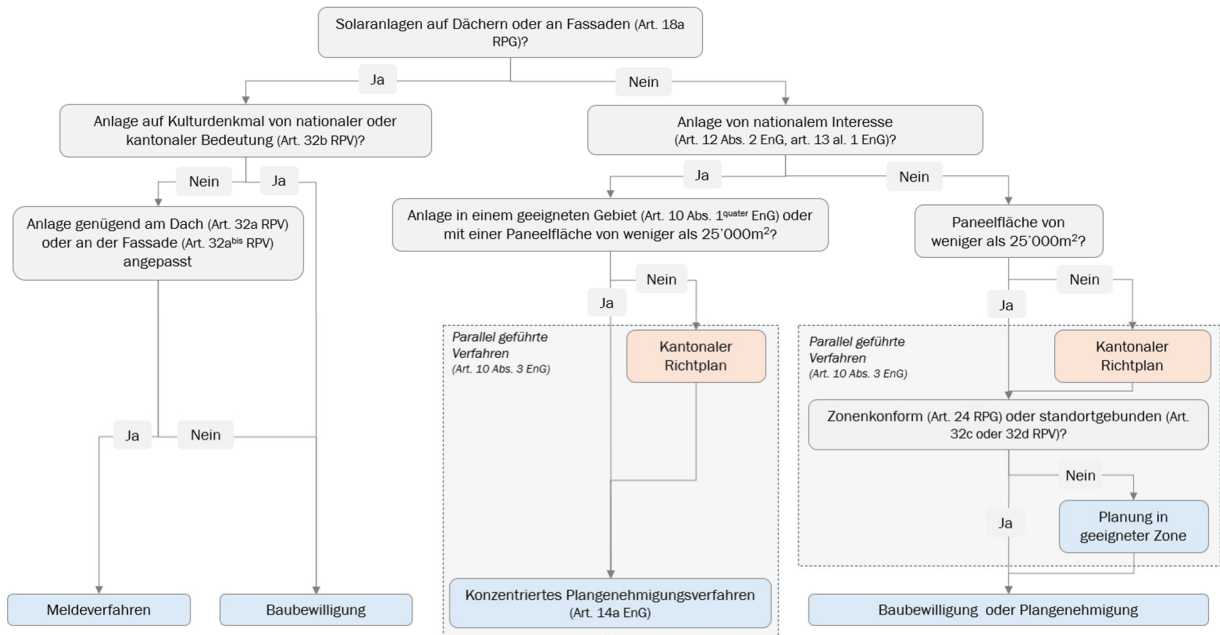 Solaranlagen auf Dächern oder an Fassaden (Art. 18a
RPG)?
Ja
Nein
Anlage auf Kulturdenkmal von nationaler oder
kantonaler Bedeutung (Art. 32b RPV)?
Anlage von nationalem Interesse
(Art. 12 Abs. 2 EnG, art. 13 al. 1 EnG)?
Nein
Ja
Ja
Nein
Anlage genügend am Dach (Art. 32a RPV)
oder an der Fassade (Art. 32abis RPV)
angepasst
Anlage in einem geeigneten Gebiet (Art. 10 Abs. 1quater EnG) oder
mit einer Paneelfläche von weniger als 25'000m2?
Paneelfläche von
weniger als 25'000m2?
Nein
Ja
Nein
Ja
Parallel geführte
Verfahren
(Art. 10 Abs. 3 EnG)
Kantonaler
Richtplan
Parallel geführte
Verfahren
(Art. 10 Abs. 3 EnG)
Kantonaler
Richtplan
Zonenkonform (Art. 24 RPG) oder standortgebunden (Art.
32c oder 32d RPV)?
Ja
Nein
Nein
Ja
Planung in
geeigneter Zone
Meldeverfahren
Baubewilligung
Konzentriertes Plangenehmigungsverfahren
(Art. 14a EnG)
Baubewilligung oder Plangenehmigung